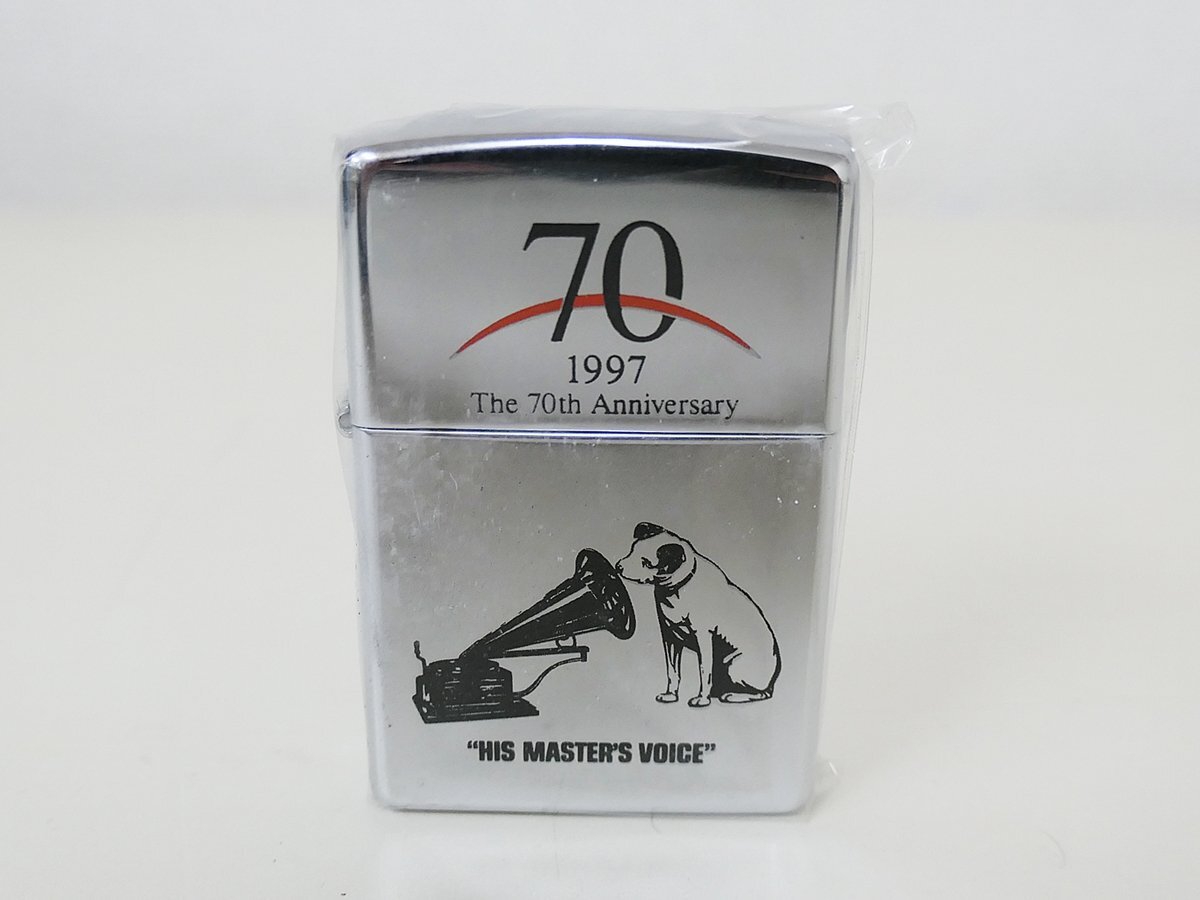 70
1997
The 70th Anniversary
“HIS MASTER'S VOICE”